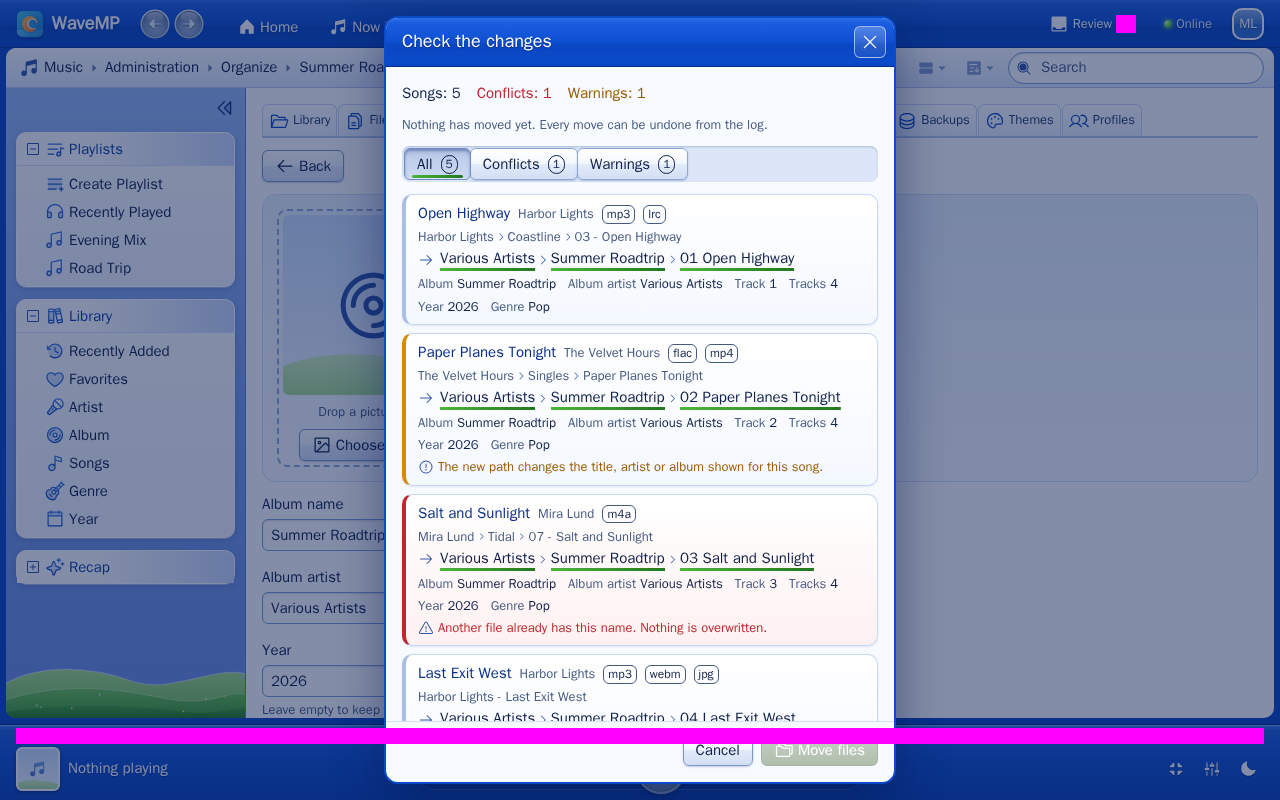 WaveMP
Home
Now
Review
Online
ML
Music › Administration › Organize › Summer Roa
Search
Library
File
Backups
Themes
Profiles
Back
Playlists
Create Playlist
Recently Played
Evening Mix
Road Trip
Library
Recently Added
Favorites
Artist
Album
Songs
Genre
Year
Recap
Drop a pictu
Choose
Album name
Summer Roadtrip
Album artist
Various Artists
Year
2026
Leave empty to keep
Check the changes
Songs: 5 Conflicts: 1 Warnings: 1
Nothing has moved yet. Every move can be undone from the log.
All 5 Conflicts 1 Warnings 1
Open Highway Harbor Lights mp3 lrc
Harbor Lights › Coastline › 03 - Open Highway
→ Various Artists › Summer Roadtrip › 01 Open Highway
Album Summer Roadtrip Album artist Various Artists Track 1 Tracks 4
Year 2026 Genre Pop
Paper Planes Tonight The Velvet Hours flac mp4
The Velvet Hours › Singles › Paper Planes Tonight
→ Various Artists › Summer Roadtrip › 02 Paper Planes Tonight
Album Summer Roadtrip Album artist Various Artists Track 2 Tracks 4
Year 2026 Genre Pop
The new path changes the title, artist or album shown for this song.
Salt and Sunlight Mira Lund m4a
Mira Lund › Tidal › 07 - Salt and Sunlight
→ Various Artists › Summer Roadtrip › 03 Salt and Sunlight
Album Summer Roadtrip Album artist Various Artists Track 3 Tracks 4
Year 2026 Genre Pop
Another file already has this name. Nothing is overwritten.
Last Exit West Harbor Lights mp3 webm jpg
Harbor Lights - Last Exit West
→ Various Artists › Summer Roadtrip › 04 Last Exit West
Cancel
Move files
Nothing playing